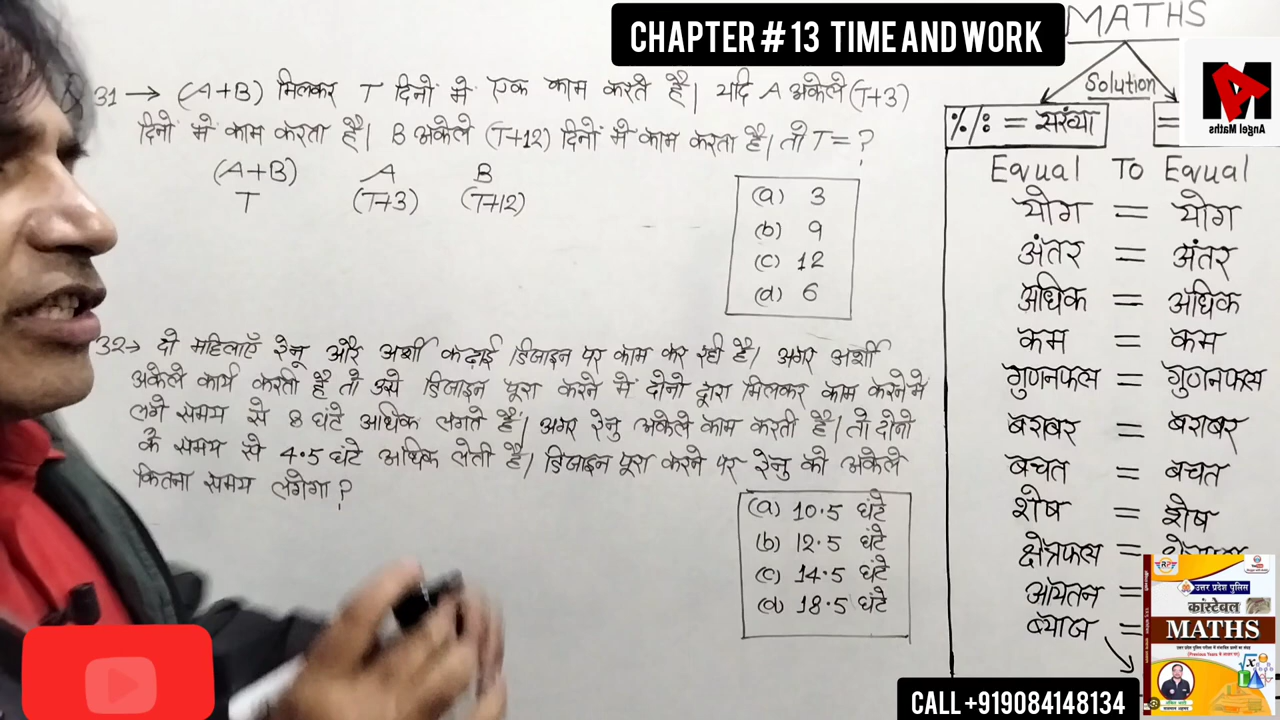 CHAPTER # 13 TIME AND WORK
31 → (A+B) मिलकर T दिनो मे एक काम करते है। यदि A अकेले (T+3)
दिनो मे काम करता है। B अकेले (T+12) दिनो मे काम करता है। तो T = ?
(A+B) A B
T (T+3) (T+12)
(a) 3
(b) 9
(c) 12
(d) 6
32→ दो महिलाएँ रेनू और अर्शी कढ़ाई डिजाइन पर काम कर रही है। अगर अर्शी
अकेले कार्य करती है तो उसे डिजाइन पूरा करने मे दोनो द्वारा मिलकर काम करने मे
लगे समय से 8 घंटे अधिक लगते हैं। अगर रेनु अकेले काम करती है। तो दोनो
के समय से 4.5 घंटे अधिक लेती है। डिजाइन पूरा करने पर रेनु को अकेले
कितना समय लगेगा?
(a) 10.5 घंटे
(b) 12.5 घंटे
(c) 14.5 घंटे
(d) 18.5 घंटे
MATHS
Solution
%/: = संख्या =
Equal TO Equal
योग = योग
अंतर = अंतर
अधिक = अधिक
कम = कम
गुणनफल = गुणनफल
बराबर = बराबर
बचत = बचत
शेष = शेष
क्षेत्रफल =
आयतन =
ब्याज =
Angel Maths
उत्तर प्रदेश पुलिस
कांस्टेबल
MATHS
CALL +919084148134